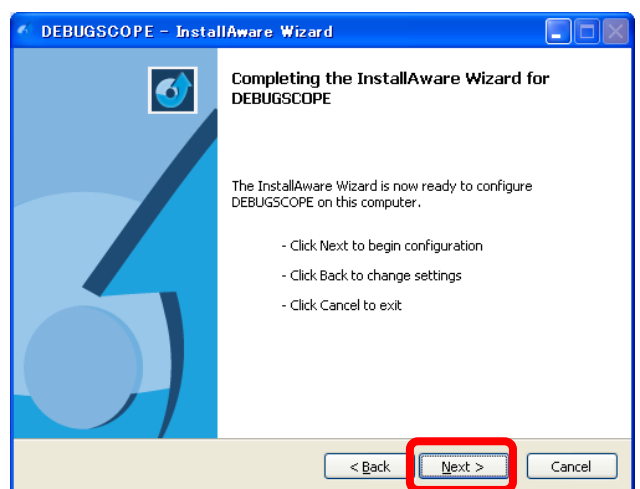 DEBUGSCOPE - InstallAware Wizard
Completing the InstallAware Wizard for
DEBUGSCOPE
The InstallAware Wizard is now ready to configure
DEBUGSCOPE on this computer.
- Click Next to begin configuration
- Click Back to change settings
- Click Cancel to exit
< Back
Next >
Cancel